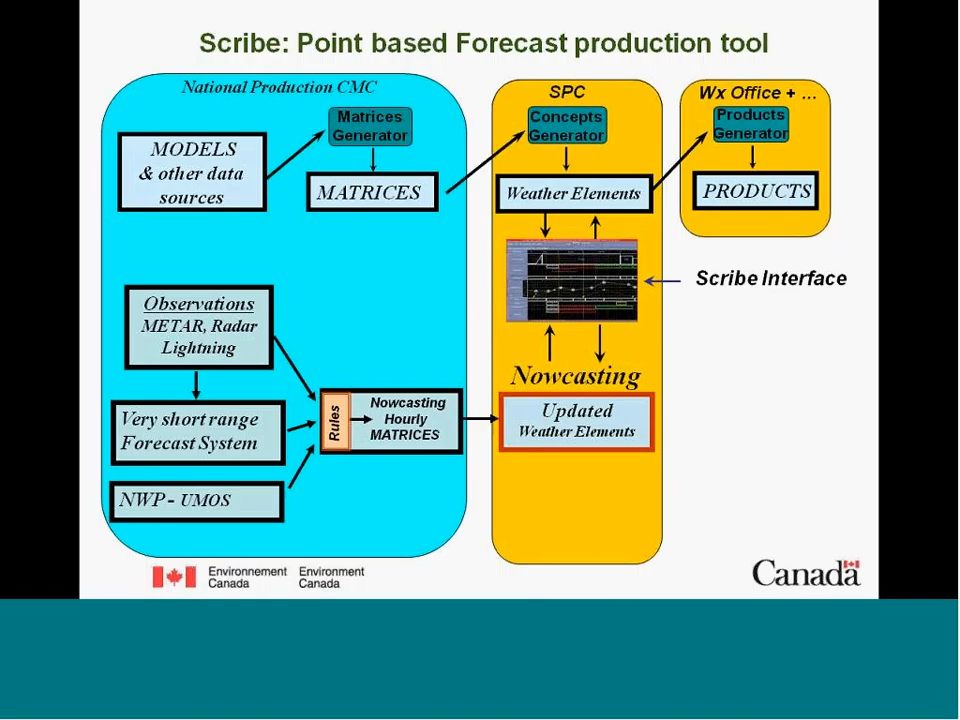 Scribe: Point based Forecast production tool
National Production CMC
Matrices
Generator
MODELS
& other data
sources
MATRICES
SPC
Concepts
Generator
Weather Elements
Wx Office + ...
Products
Generator
PRODUCTS
Scribe Interface
Observations
METAR, Radar
Lightning
Very short range
Forecast System
NWP - UMOS
Rules
Nowcasting
Hourly
MATRICES
Nowcasting
Updated
Weather Elements
Environnement
Canada
Environment
Canada
Canada